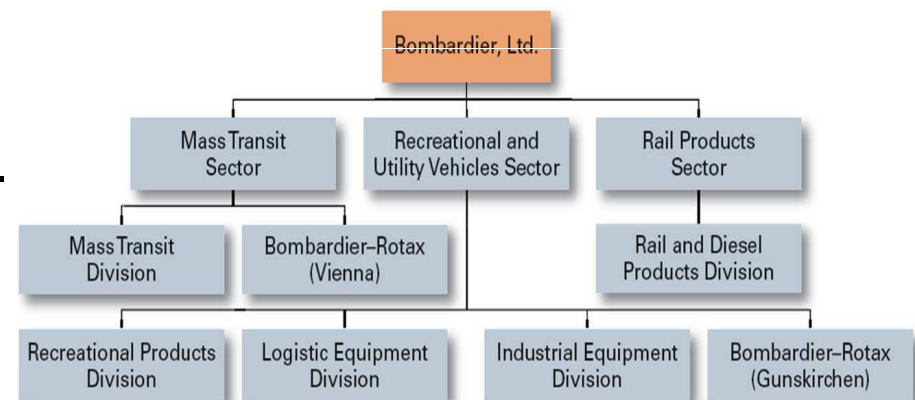 Bombardier, Ltd.
Mass Transit
Sector
Recreational and
Utility Vehicles Sector
Rail Products
Sector
Mass Transit
Division
Bombardier–Rotax
(Vienna)
Rail and Diesel
Products Division
Recreational Products
Division
Logistic Equipment
Division
Industrial Equipment
Division
Bombardier–Rotax
(Gunskirchen)